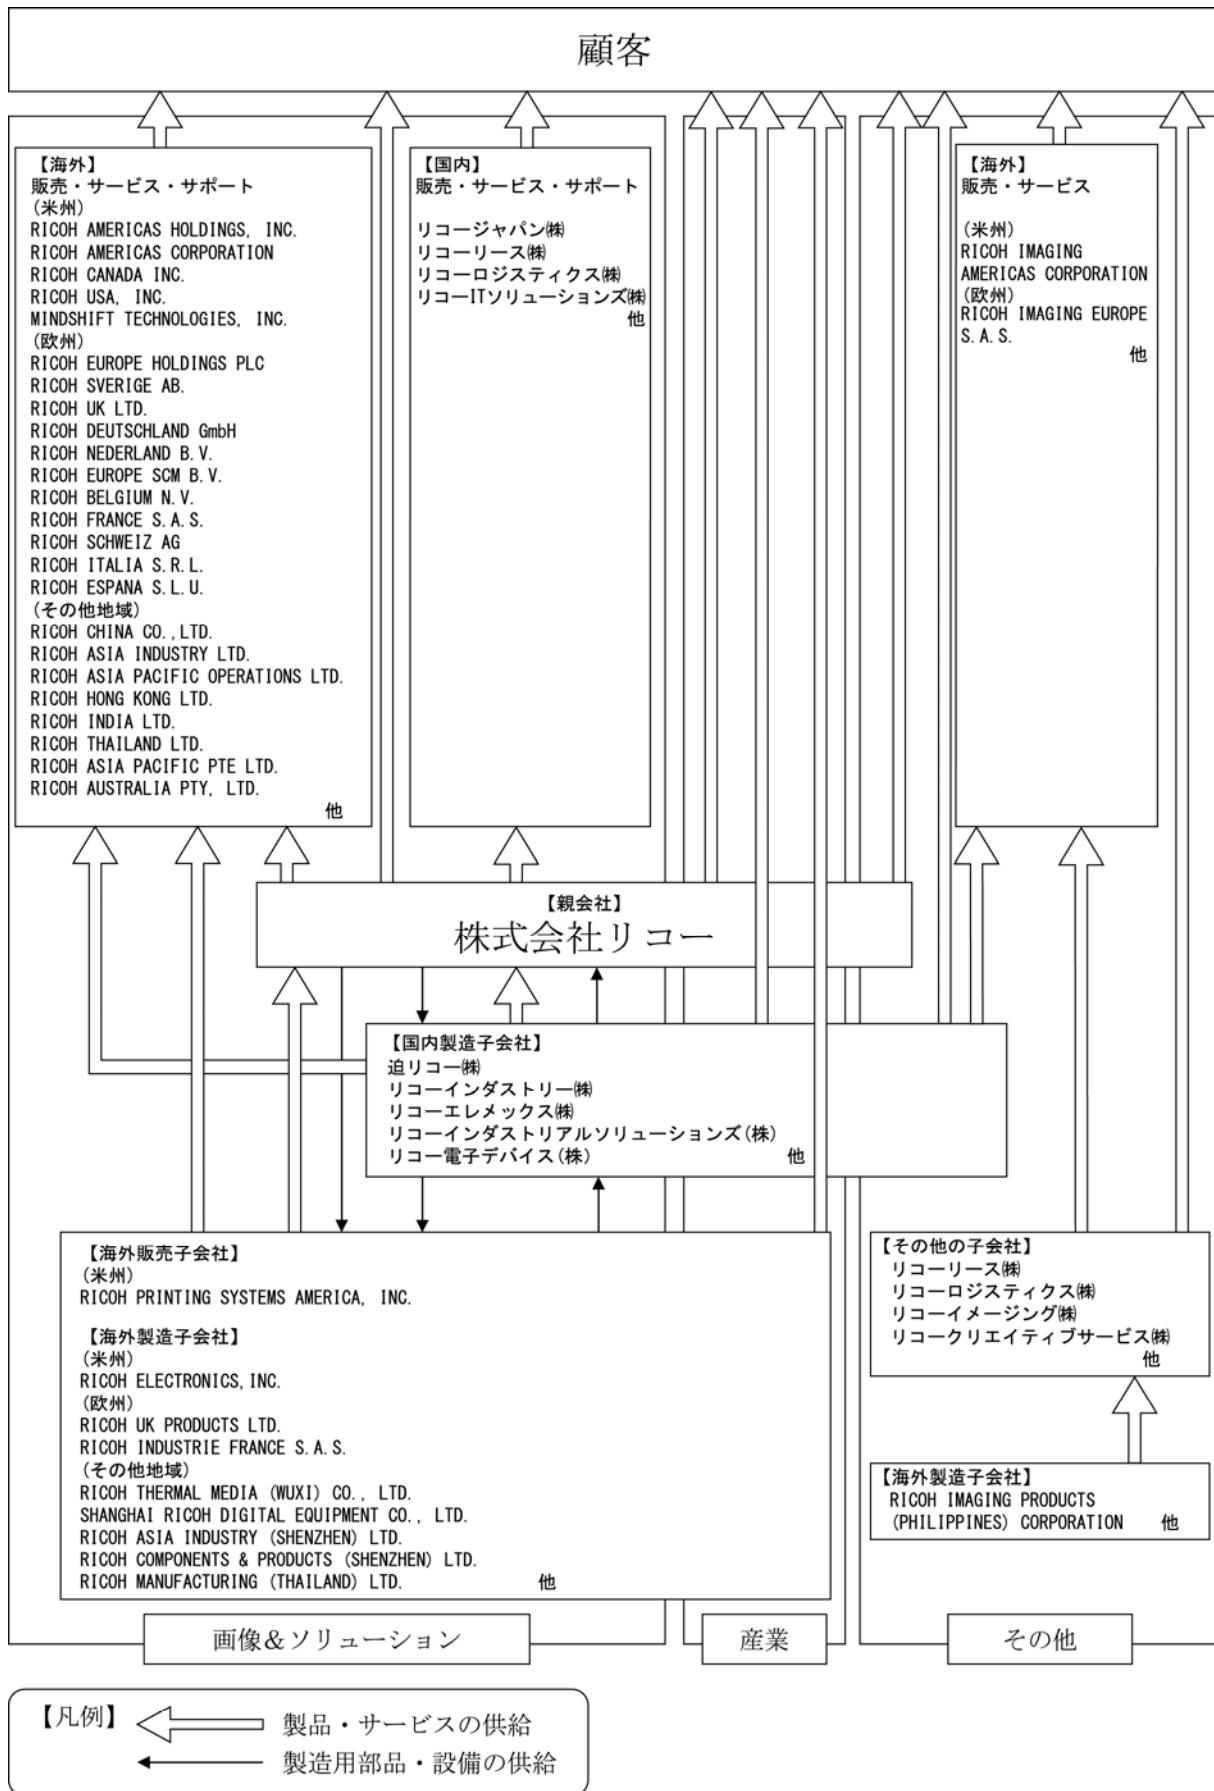 顧客
【海外】
販売・サービス・サポート
(米州)
RICOH AMERICAS HOLDINGS, INC.
RICOH AMERICAS CORPORATION
RICOH CANADA INC.
RICOH USA, INC.
MINDSHIFT TECHNOLOGIES, INC.
(欧州)
RICOH EUROPE HOLDINGS PLC
RICOH SVERIGE AB.
RICOH UK LTD.
RICOH DEUTSCHLAND GmbH
RICOH NEDERLAND B.V.
RICOH EUROPE SCM B.V.
RICOH BELGIUM N.V.
RICOH FRANCE S.A.S.
RICOH SCHWEIZ AG
RICOH ITALIA S.R.L.
RICOH ESPANA S.L.U.
(その他地域)
RICOH CHINA CO.,LTD.
RICOH ASIA INDUSTRY LTD.
RICOH ASIA PACIFIC OPERATIONS LTD.
RICOH HONG KONG LTD.
RICOH INDIA LTD.
RICOH THAILAND LTD.
RICOH ASIA PACIFIC PTE LTD.
RICOH AUSTRALIA PTY, LTD.
他
【国内】
販売・サービス・サポート
リコージャパン㈱
リコーリース㈱
リコーロジスティクス㈱
リコーITソリューションズ㈱
他
【海外】
販売・サービス
(米州)
RICOH IMAGING
AMERICAS CORPORATION
(欧州)
RICOH IMAGING EUROPE
S.A.S.
他
【親会社】
株式会社リコー
【国内製造子会社】
迫リコー㈱
リコーインダストリー㈱
リコーエレメックス㈱
リコーインダストリアルソリューションズ(株)
リコー電子デバイス(株) 他
【海外販売子会社】
(米州)
RICOH PRINTING SYSTEMS AMERICA, INC.
【海外製造子会社】
(米州)
RICOH ELECTRONICS,INC.
(欧州)
RICOH UK PRODUCTS LTD.
RICOH INDUSTRIE FRANCE S.A.S.
(その他地域)
RICOH THERMAL MEDIA (WUXI) CO., LTD.
SHANGHAI RICOH DIGITAL EQUIPMENT CO., LTD.
RICOH ASIA INDUSTRY (SHENZHEN) LTD.
RICOH COMPONENTS & PRODUCTS (SHENZHEN) LTD.
RICOH MANUFACTURING (THAILAND) LTD. 他
【その他の子会社】
リコーリース㈱
リコーロジスティクス㈱
リコーイメージング㈱
リコークリエイティブサービス㈱
他
【海外製造子会社】
RICOH IMAGING PRODUCTS
(PHILIPPINES) CORPORATION 他
画像&ソリューション
産業
その他
【凡例】
製品・サービスの供給
製造用部品・設備の供給